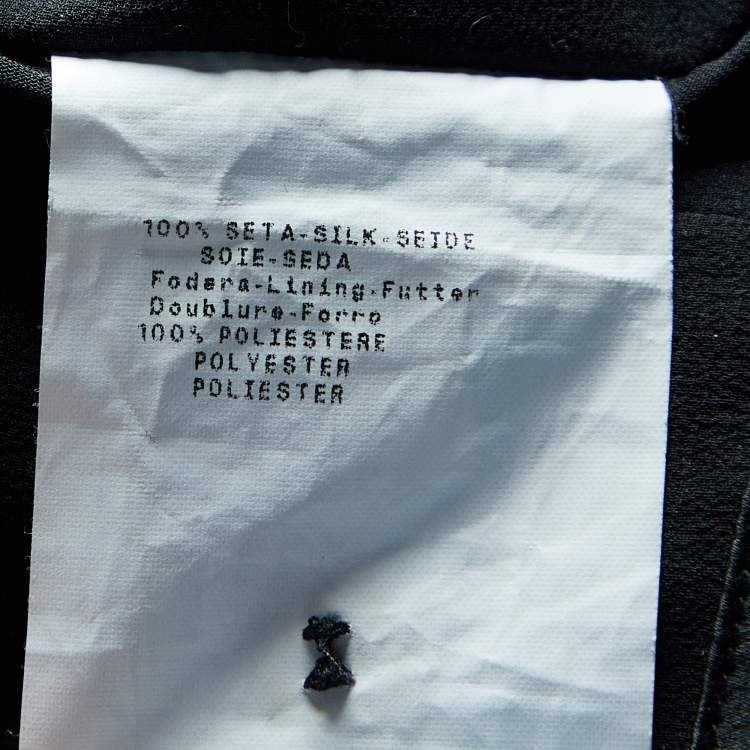 100% SETA-SILK-SEIDE
SOIE-SEDA
Fodera-Lining-Futter
Doublure-Forro
100% POLIESTERE
POLYESTER
POLIESTER